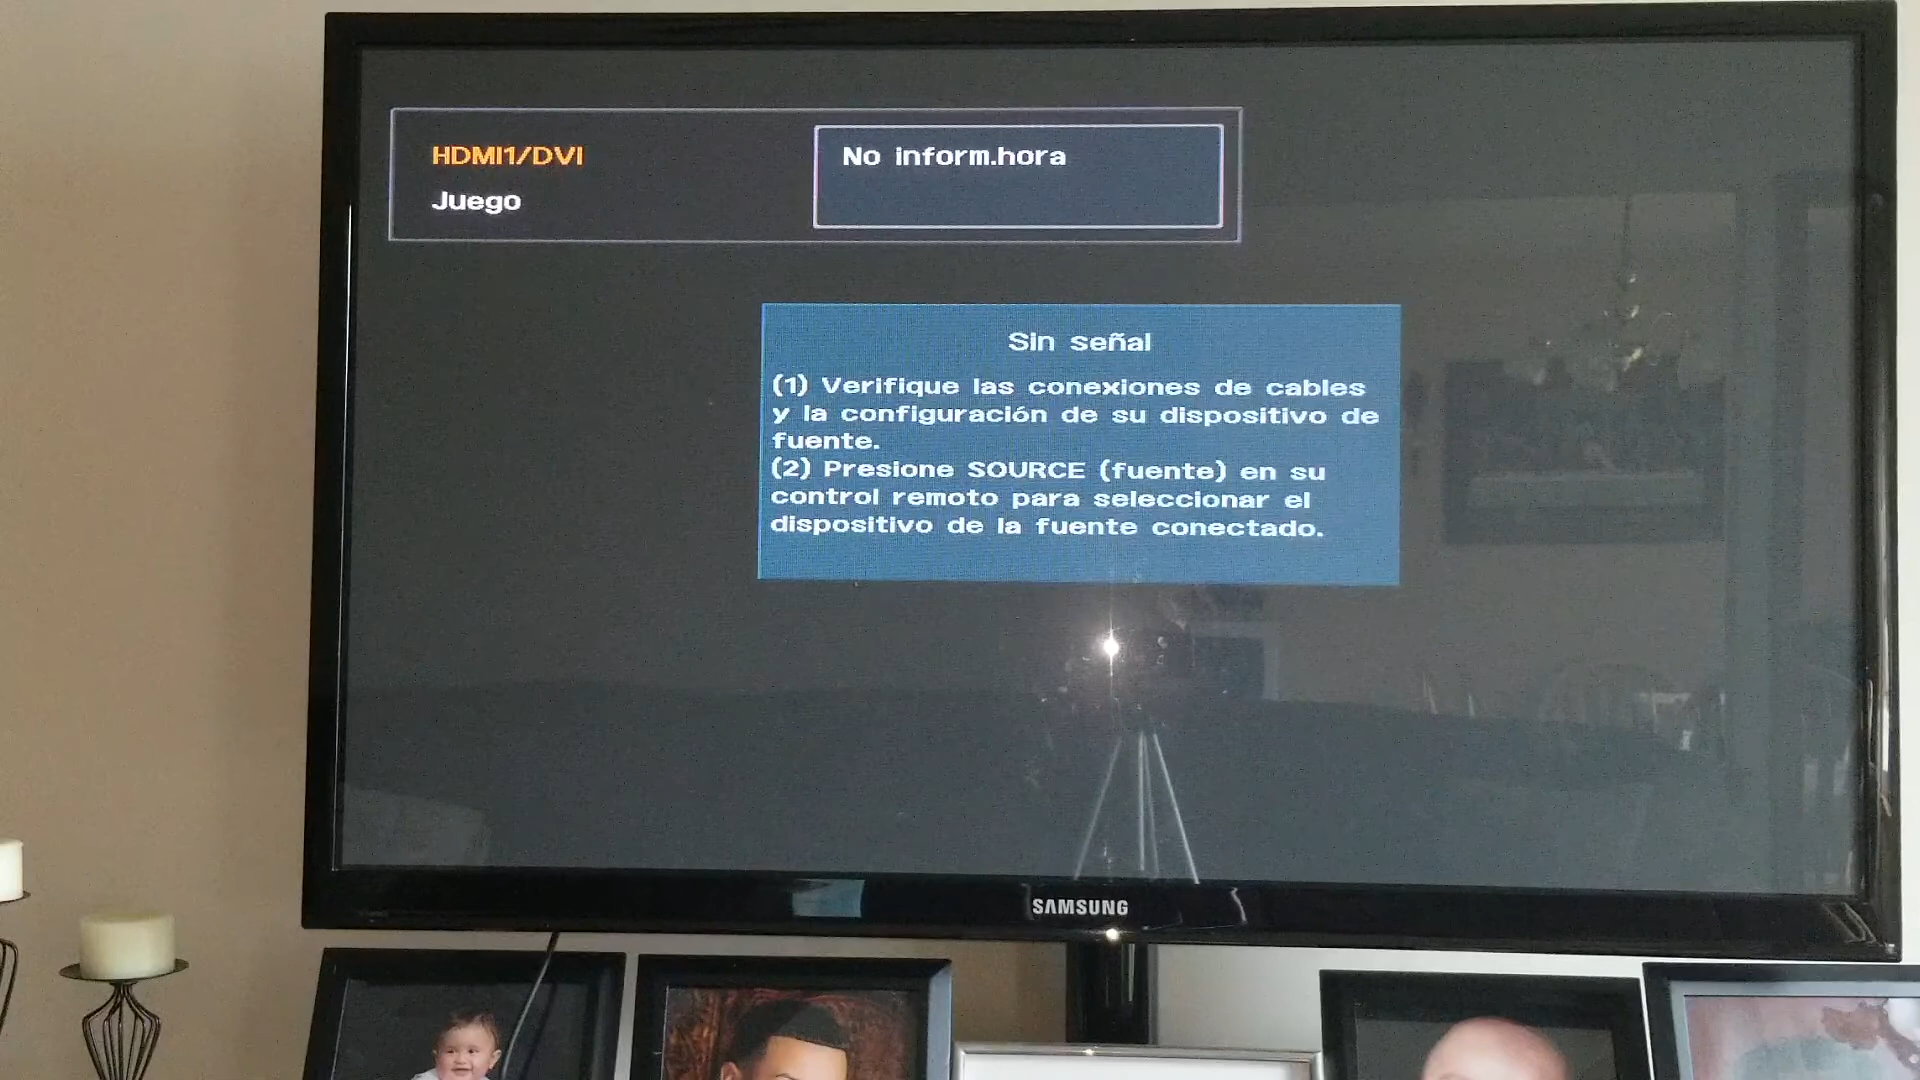 HDMI1/DVI
No inform.hora
Juego
Sin señal
(1) Verifique las conexiones de cables
y la configuración de su dispositivo de
fuente.
(2) Presione SOURCE (fuente) en su
control remoto para seleccionar el
dispositivo de la fuente conectado.
SAMSUNG